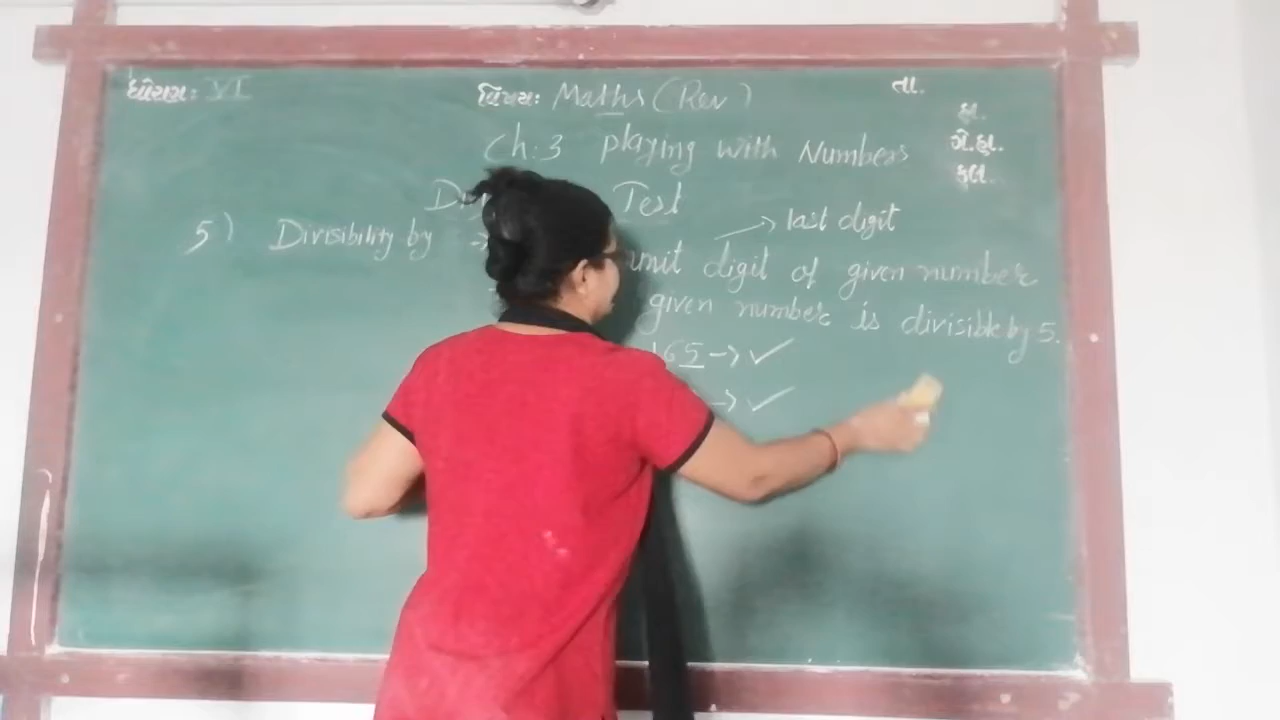 ધોરણ: VI
વિષય: Maths (Rev)
તા.
હા.
ગે.હા.
કુલ.
Ch:3 playing with Numbers
Test
→ last digit
5) Divisibility by →
unit digit of given number
given number is divisible by 5.
165 → ✓
→ ✓